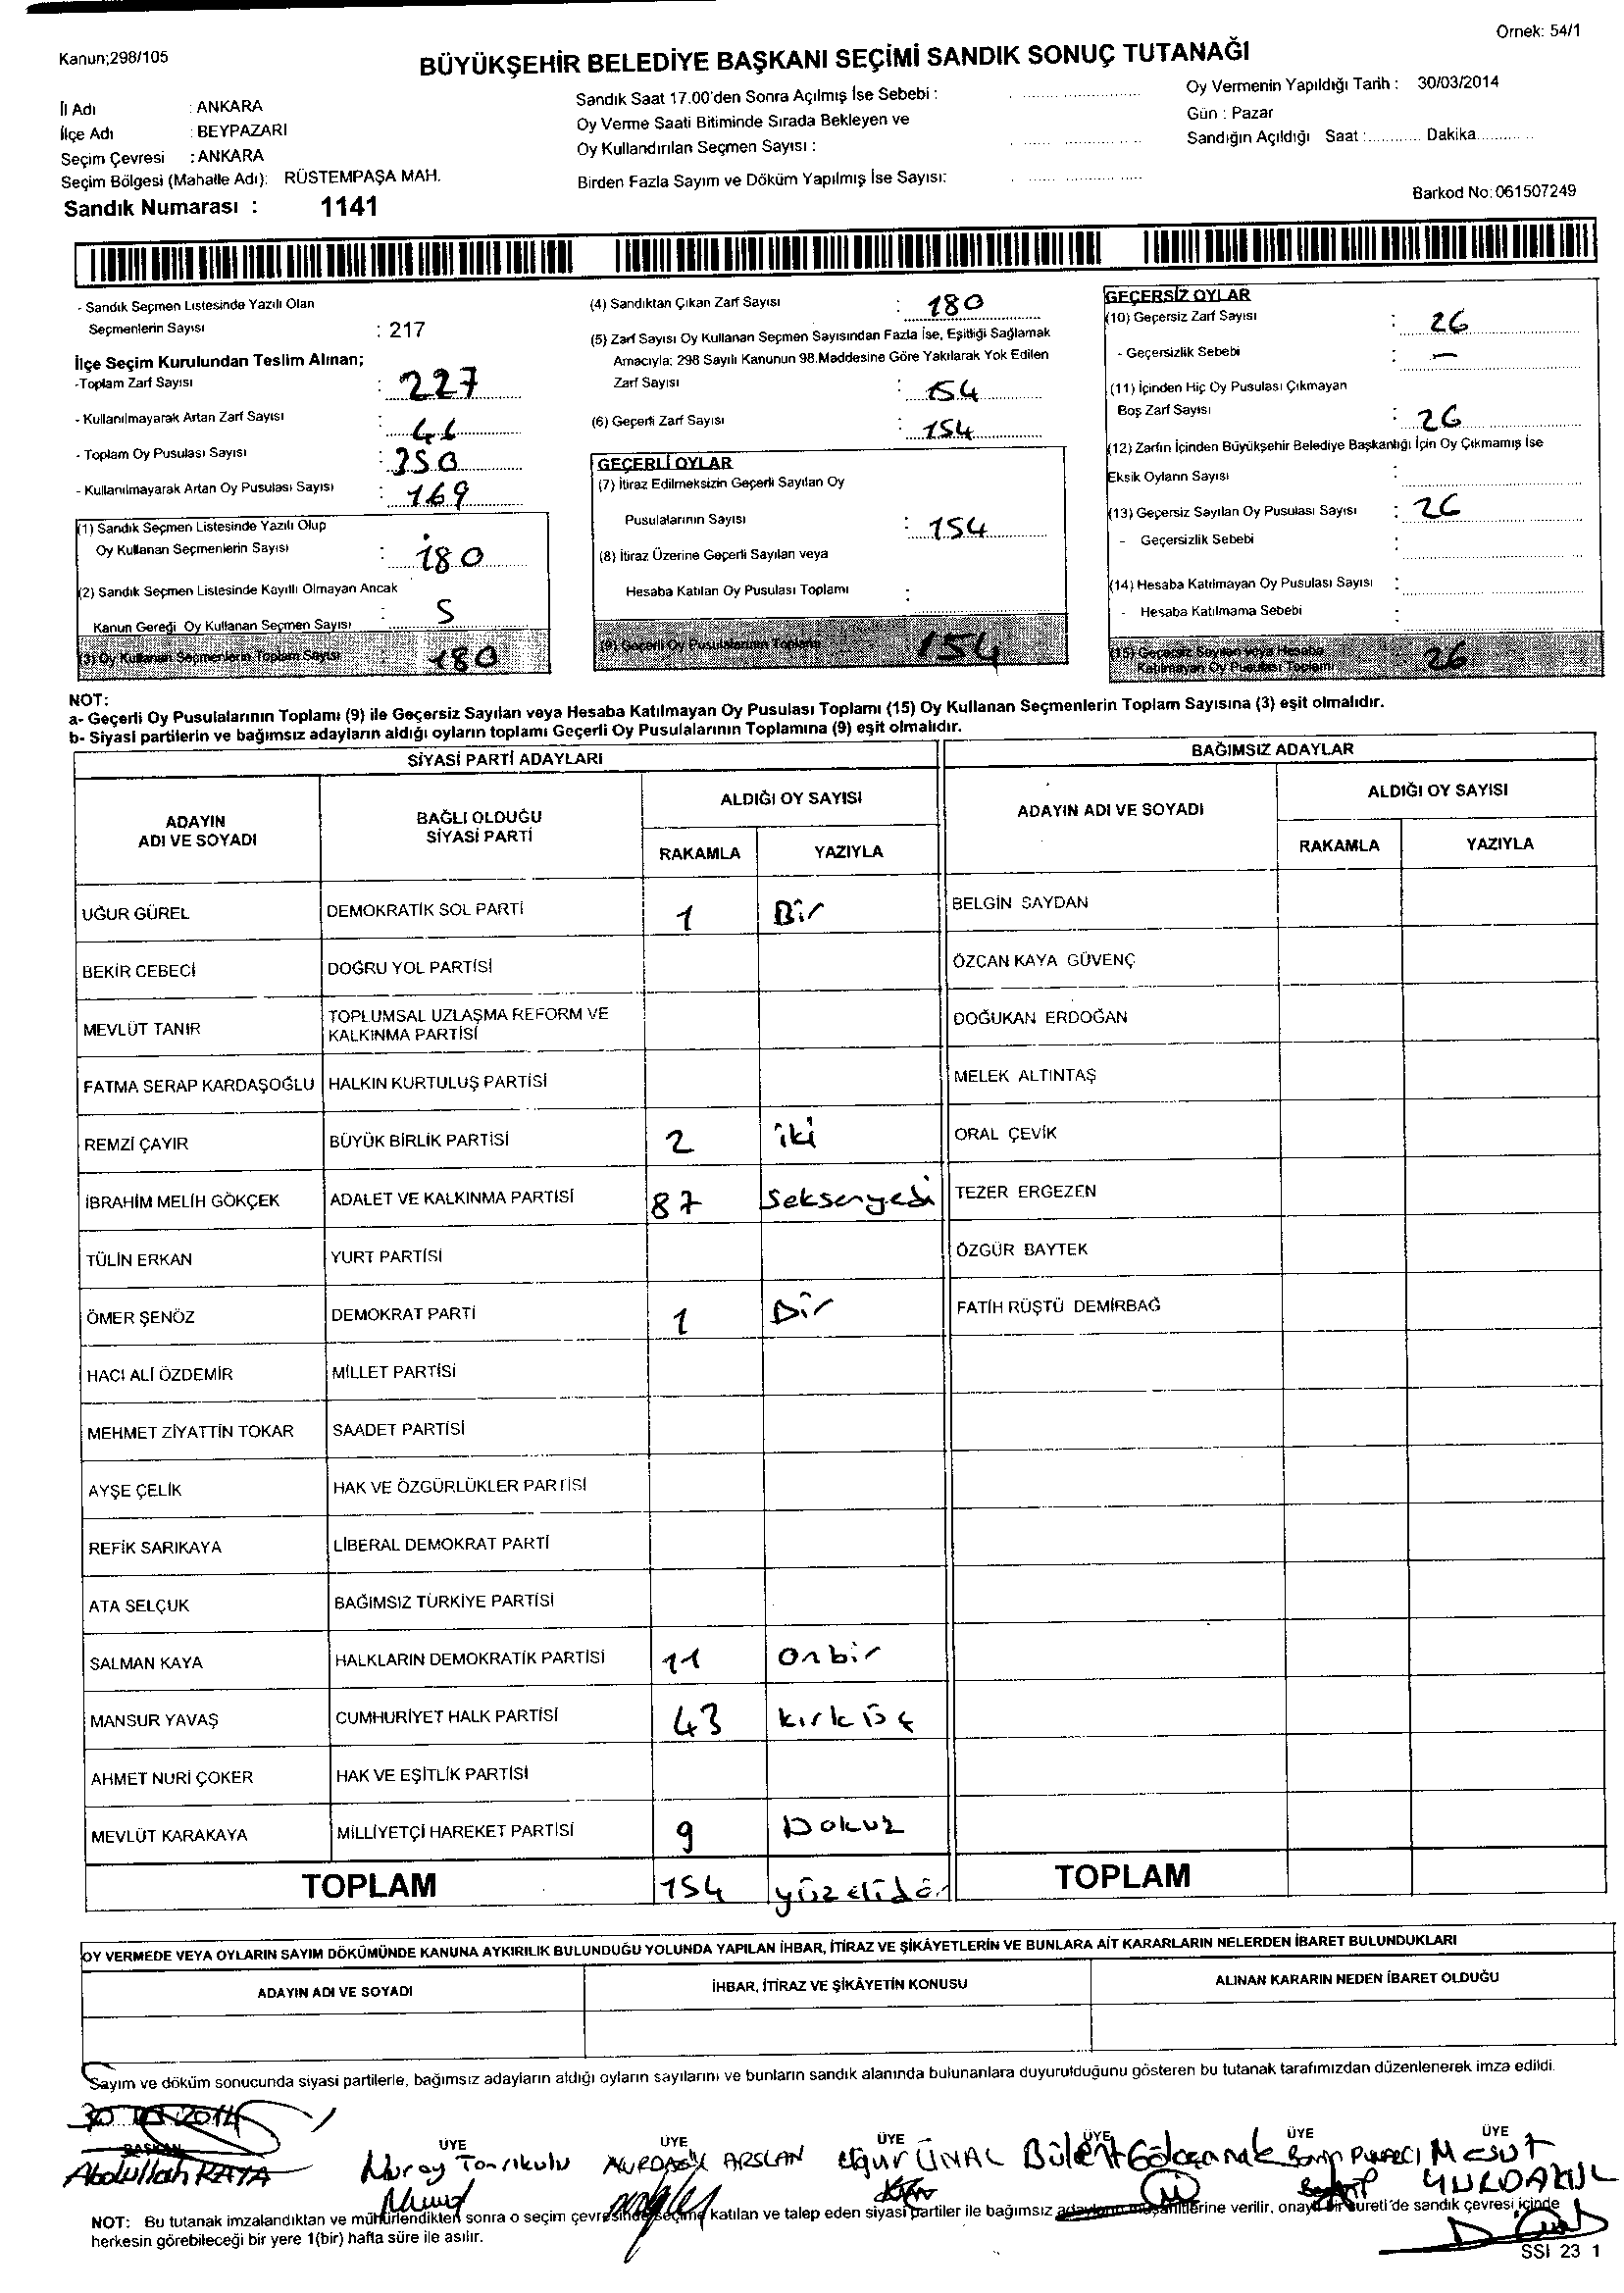 Örnek: 54/1
Kanun;298/105
BÜYÜKŞEHİR BELEDİYE BAŞKANI SEÇİMİ SANDIK SONUÇ TUTANAĞI
İl Adı : ANKARA
İlçe Adı : BEYPAZARI
Seçim Çevresi : ANKARA
Seçim Bölgesi (Mahalle Adı): RÜSTEMPAŞA MAH.
Sandık Numarası : 1141
Sandık Saat 17.00'den Sonra Açılmış İse Sebebi :
Oy Verme Saati Bitiminde Sırada Bekleyen ve
Oy Kullandırılan Seçmen Sayısı :
Birden Fazla Sayım ve Döküm Yapılmış İse Sayısı:
Oy Vermenin Yapıldığı Tarih : 30/03/2014
Gün : Pazar
Sandığın Açıldığı Saat :............ Dakika............
Barkod No: 061507249
- Sandık Seçmen Listesinde Yazılı Olan
Seçmenlerin Sayısı : 217
İlçe Seçim Kurulundan Teslim Alınan;
-Toplam Zarf Sayısı : 227
- Kullanılmayarak Artan Zarf Sayısı :
- Toplam Oy Pusulası Sayısı : 350
- Kullanılmayarak Artan Oy Pusulası Sayısı : 169
(1) Sandık Seçmen Listesinde Yazılı Olup
Oy Kullanan Seçmenlerin Sayısı : 180
(2) Sandık Seçmen Listesinde Kayıtlı Olmayan Ancak
Kanun Gereği Oy Kullanan Seçmen Sayısı : 5
(3) Oy Kullanan Seçmenlerin Toplam Sayısı : 180
(4) Sandıktan Çıkan Zarf Sayısı : 180
(5) Zarf Sayısı Oy Kullanan Seçmen Sayısından Fazla İse, Eşitliği Sağlamak
Amacıyla; 298 Sayılı Kanunun 98.Maddesine Göre Yakılarak Yok Edilen
Zarf Sayısı : 154
(6) Geçerli Zarf Sayısı : 154
GEÇERLİ OYLAR
(7) İtiraz Edilmeksizin Geçerli Sayılan Oy
Pusulalarının Sayısı : 154
(8) İtiraz Üzerine Geçerli Sayılan veya
Hesaba Katılan Oy Pusulası Toplamı :
(9) Geçerli Oy Pusulalarının Toplamı 154
GEÇERSİZ OYLAR
(10) Geçersiz Zarf Sayısı : 26
- Geçersizlik Sebebi : —
(11) İçinden Hiç Oy Pusulası Çıkmayan
Boş Zarf Sayısı : 26
(12) Zarfın İçinden Büyükşehir Belediye Başkanlığı İçin Oy Çıkmamış İse
Eksik Oyların Sayısı :
(13) Geçersiz Sayılan Oy Pusulası Sayısı : 26
- Geçersizlik Sebebi :
(14) Hesaba Katılmayan Oy Pusulası Sayısı :
- Hesaba Katılmama Sebebi :
(15) Geçersiz Sayılan veya Hesaba
Katılmayan Oy Pusulası Toplamı 26
NOT:
a- Geçerli Oy Pusulalarının Toplamı (9) ile Geçersiz Sayılan veya Hesaba Katılmayan Oy Pusulası Toplamı (15) Oy Kullanan Seçmenlerin Toplam Sayısına (3) eşit olmalıdır.
b- Siyasi partilerin ve bağımsız adayların aldığı oyların toplamı Geçerli Oy Pusulalarının Toplamına (9) eşit olmalıdır.
SİYASİ PARTİ ADAYLARI
BAĞIMSIZ ADAYLAR
ADAYIN ADI VE SOYADI
BAĞLI OLDUĞU SİYASİ PARTİ
ALDIĞI OY SAYISI
RAKAMLA YAZIYLA
ADAYIN ADI VE SOYADI
ALDIĞI OY SAYISI
RAKAMLA YAZIYLA
UĞUR GÜREL DEMOKRATİK SOL PARTİ 1 Bir BELGİN SAYDAN
BEKİR CEBECİ DOĞRU YOL PARTİSİ ÖZCAN KAYA GÜVENÇ
MEVLÜT TANIR TOPLUMSAL UZLAŞMA REFORM VE KALKINMA PARTİSİ DOĞUKAN ERDOĞAN
FATMA SERAP KARDAŞOĞLU HALKIN KURTULUŞ PARTİSİ MELEK ALTINTAŞ
REMZİ ÇAYIR BÜYÜK BİRLİK PARTİSİ 2 iki ORAL ÇEVİK
İBRAHİM MELİH GÖKÇEK ADALET VE KALKINMA PARTİSİ 87 Seksenyedi TEZER ERGEZEN
TÜLİN ERKAN YURT PARTİSİ ÖZGÜR BAYTEK
ÖMER ŞENÖZ DEMOKRAT PARTİ 1 Bir FATİH RÜŞTÜ DEMİRBAĞ
HACI ALİ ÖZDEMİR MİLLET PARTİSİ
MEHMET ZİYATTİN TOKAR SAADET PARTİSİ
AYŞE ÇELİK HAK VE ÖZGÜRLÜKLER PARTİSİ
REFİK SARIKAYA LİBERAL DEMOKRAT PARTİ
ATA SELÇUK BAĞIMSIZ TÜRKİYE PARTİSİ
SALMAN KAYA HALKLARIN DEMOKRATİK PARTİSİ 11 Onbir
MANSUR YAVAŞ CUMHURİYET HALK PARTİSİ 43 kırküç
AHMET NURİ ÇOKER HAK VE EŞİTLİK PARTİSİ
MEVLÜT KARAKAYA MİLLİYETÇİ HAREKET PARTİSİ 9 Dokuz
TOPLAM 154 yüzelidör TOPLAM
OY VERMEDE VEYA OYLARIN SAYIM DÖKÜMÜNDE KANUNA AYKIRILIK BULUNDUĞU YOLUNDA YAPILAN İHBAR, İTİRAZ VE ŞİKÂYETLERİN VE BUNLARA AİT KARARLARIN NELERDEN İBARET BULUNDUKLARI
ADAYIN ADI VE SOYADI İHBAR, İTİRAZ VE ŞİKÂYETİN KONUSU ALINAN KARARIN NEDEN İBARET OLDUĞU
Sayım ve döküm sonucunda siyasi partilerle, bağımsız adayların aldığı oyların sayılarını ve bunların sandık alanında bulunanlara duyurulduğunu gösteren bu tutanak tarafımızdan düzenlenerek imza edildi.
BAŞKAN ÜYE ÜYE ÜYE ÜYE ÜYE ÜYE
Abdullah KAYA Nuray Tanrıkulu ARSLAN Uğur ÜNAL Bülent MESUT
NOT: Bu tutanak imzalandıktan ve mühürlendikten sonra o seçim çevresinde seçime katılan ve talep eden siyasi partiler ile bağımsız adayların müşahitlerine verilir, onaylı bir sureti de sandık çevresi içinde
herkesin görebileceği bir yere 1(bir) hafta süre ile asılır.
SSI 23 1